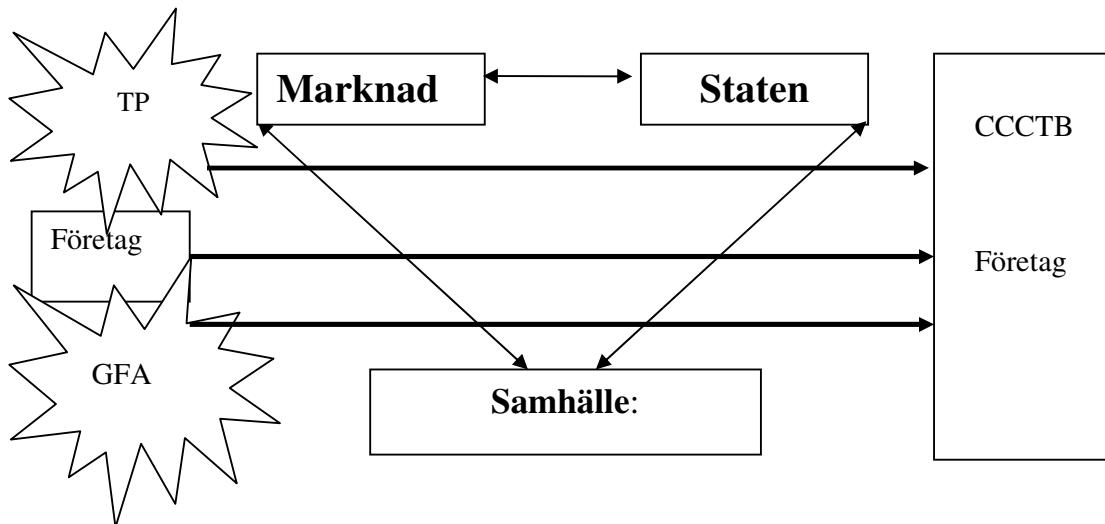 TP
Marknad
Staten
CCCTB
Företag
Företag
GFA
Samhälle: